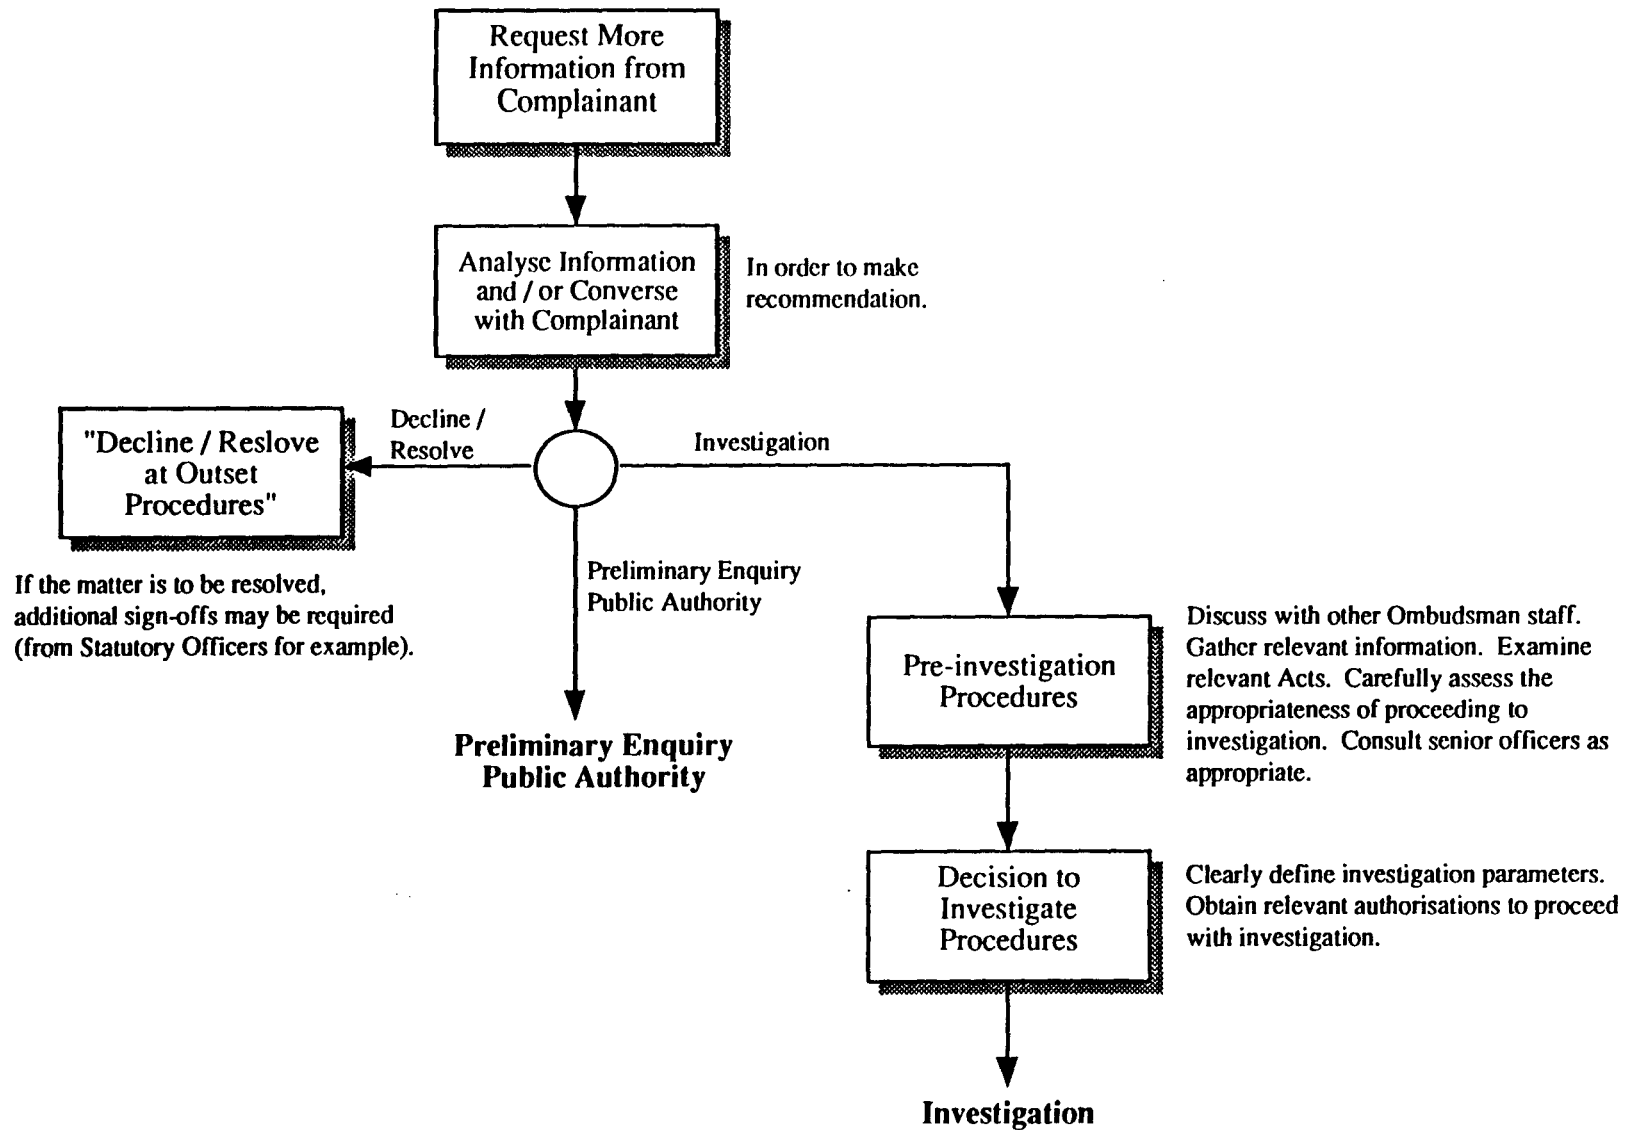 Request More
Information from
Complainant
Analyse Information
and / or Converse
with Complainant
In order to make
recommendation.
Decline /
Resolve
Investigation
"Decline / Reslove
at Outset
Procedures"
If the matter is to be resolved,
additional sign-offs may be required
(from Statutory Officers for example).
Preliminary Enquiry
Public Authority
Preliminary Enquiry
Public Authority
Pre-investigation
Procedures
Discuss with other Ombudsman staff.
Gather relevant information.  Examine
relevant Acts.  Carefully assess the
appropriateness of proceeding to
investigation.  Consult senior officers as
appropriate.
Decision to
Investigate
Procedures
Clearly define investigation parameters.
Obtain relevant authorisations to proceed
with investigation.
Investigation